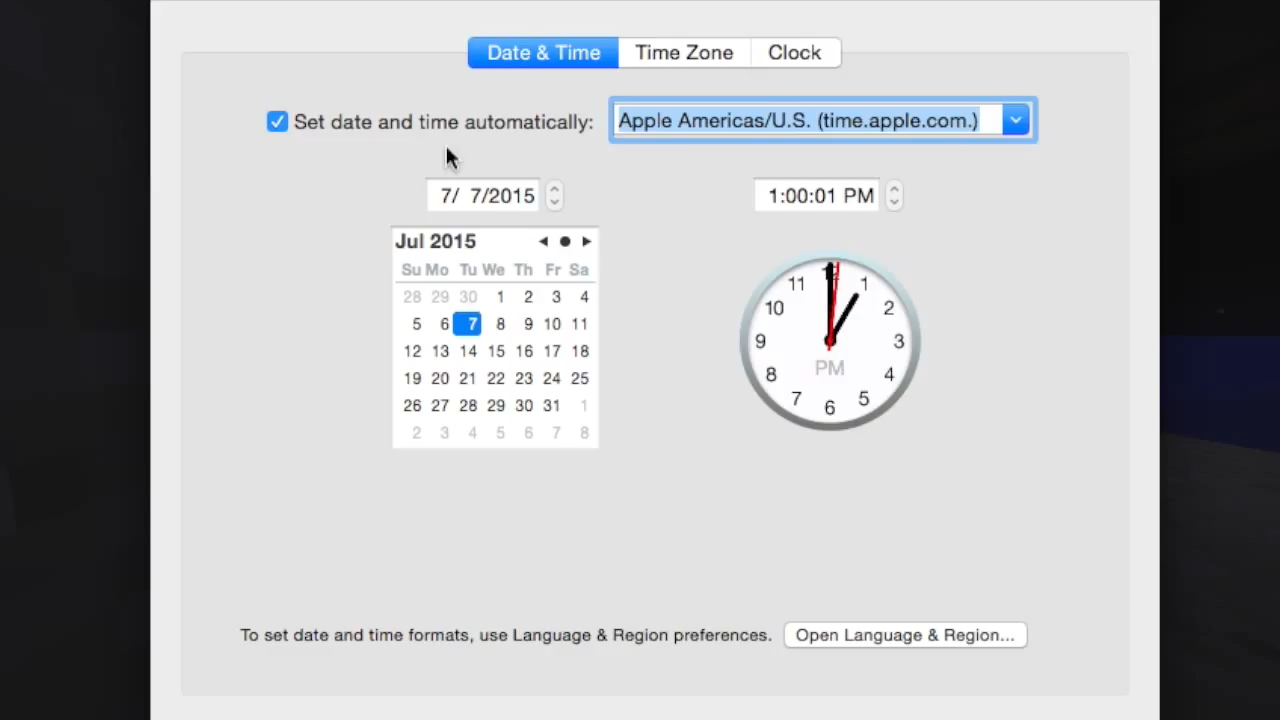 Date & Time Time Zone Clock
Set date and time automatically: Apple Americas/U.S. (time.apple.com.)
7/ 7/2015 1:00:01 PM
Jul 2015
Su Mo Tu We Th Fr Sa
28 29 30 1 2 3 4
5 6 7 8 9 10 11
12 13 14 15 16 17 18
19 20 21 22 23 24 25
26 27 28 29 30 31 1
2 3 4 5 6 7 8
12
11 1
10 2
9 3
PM
8 4
7 5
6
To set date and time formats, use Language & Region preferences. Open Language & Region...